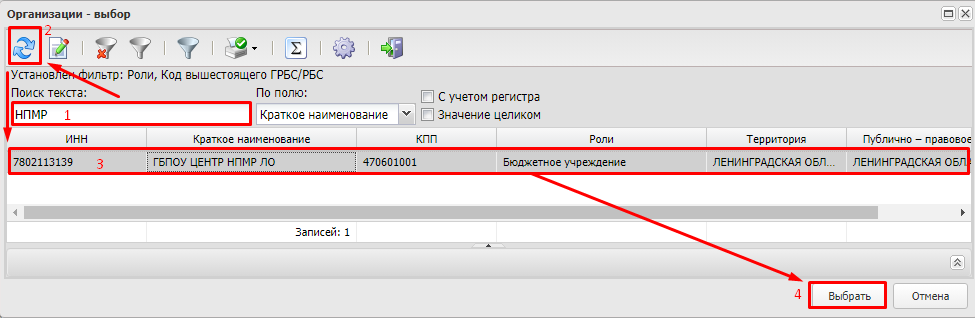 Организации - выбор
2
Установлен фильтр: Роли, Код вышестоящего ГРБС/РБС
Поиск текста: По полю: С учетом регистра
НПМР 1 Краткое наименование Значение целиком
ИНН Краткое наименование КПП Роли Территория Публично – правовое
7802113139 3 ГБПОУ ЦЕНТР НПМР ЛО 470601001 Бюджетное учреждение ЛЕНИНГРАДСКАЯ ОБЛ... ЛЕНИНГРАДСКАЯ ОБЛА
Записей: 1
4 Выбрать Отмена